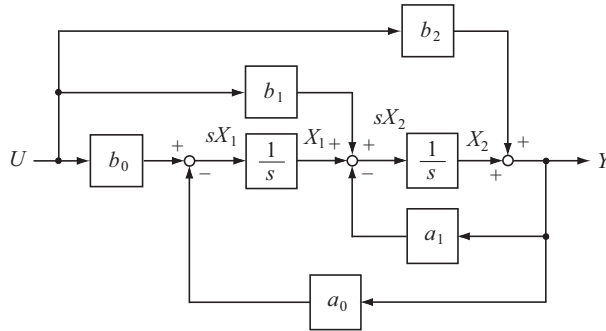 b₂
b₁
sX₁ X₁ + + sX₂ X₂ +
U b₀ + − 1/s − 1/s + Y
a₁
a₀